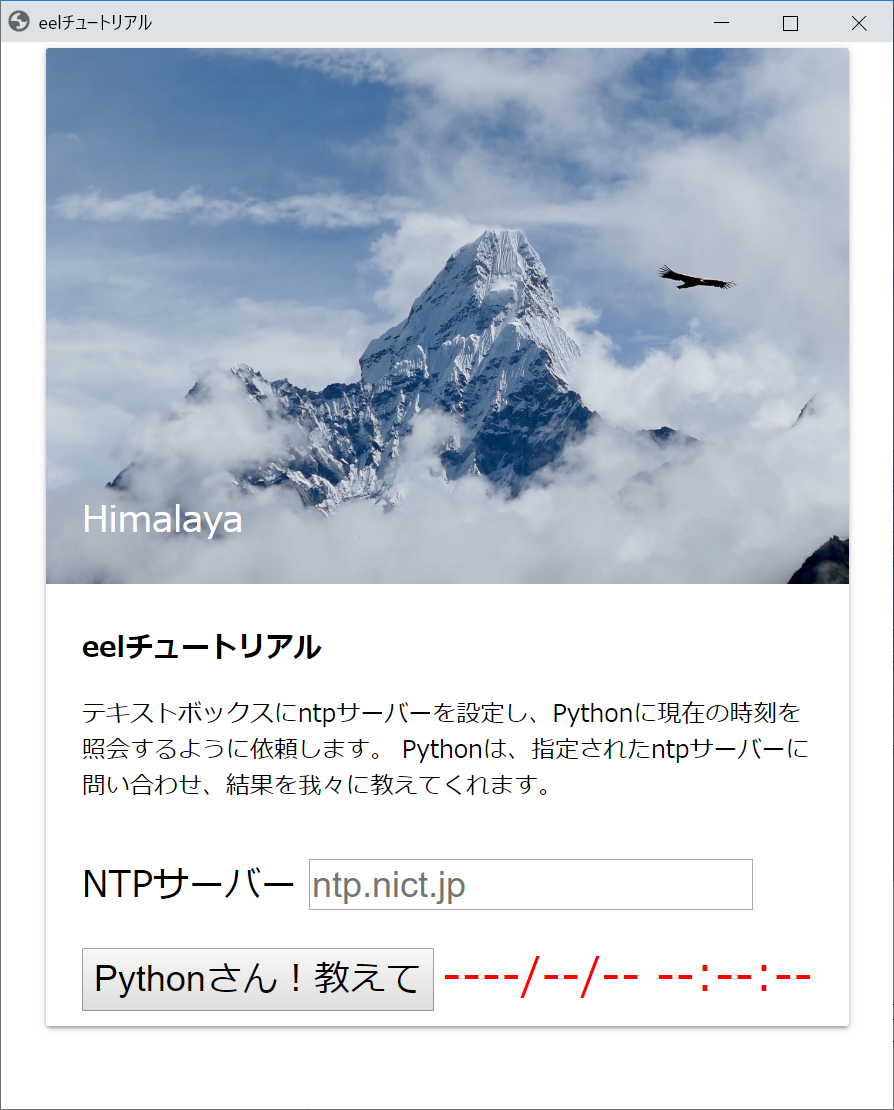 eelチュートリアル
Himalaya
eelチュートリアル
テキストボックスにntpサーバーを設定し、Pythonに現在の時刻を
照会するように依頼します。 Pythonは、指定されたntpサーバーに
問い合わせ、結果を我々に教えてくれます。
NTPサーバー ntp.nict.jp
Pythonさん！教えて ----/--/-- --:--:--